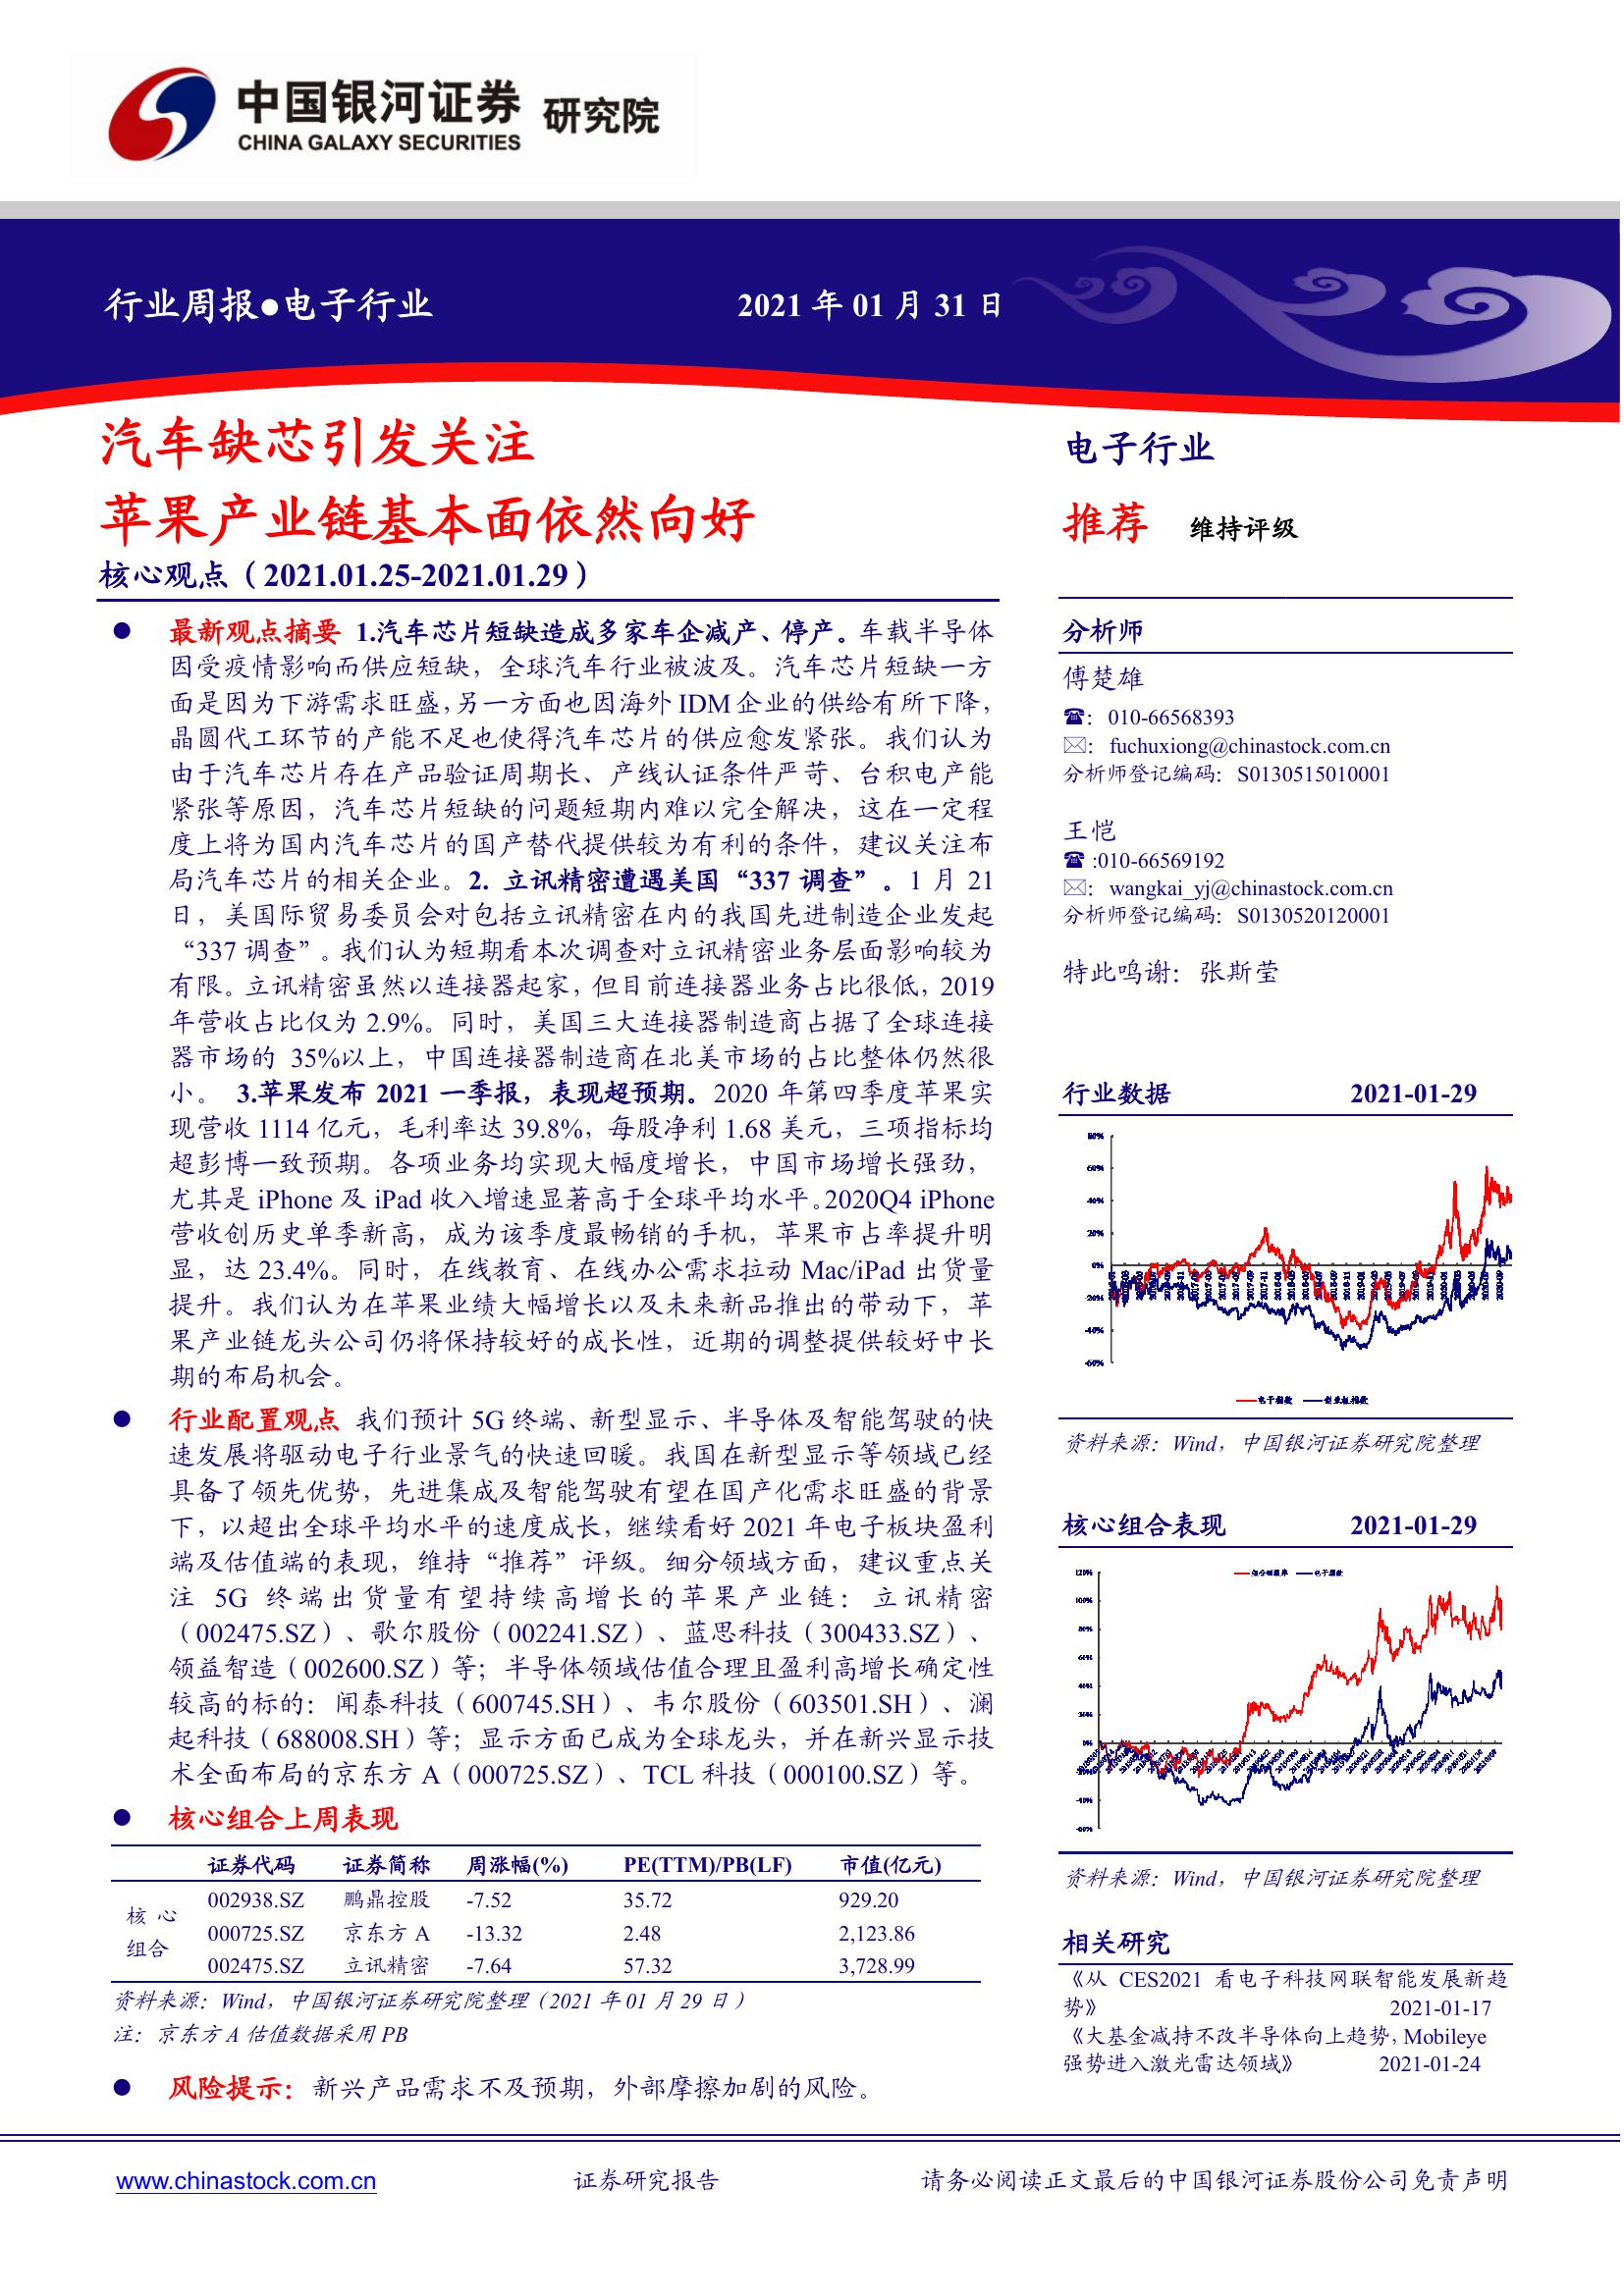 中国银河证券 研究院
CHINA GALAXY SECURITIES
行业周报●电子行业 2021 年 01 月 31 日
汽车缺芯引发关注
苹果产业链基本面依然向好
核心观点（2021.01.25-2021.01.29）
● 最新观点摘要 1.汽车芯片短缺造成多家车企减产、停产。车载半导体
因受疫情影响而供应短缺，全球汽车行业被波及。汽车芯片短缺一方
面是因为下游需求旺盛，另一方面也因海外 IDM 企业的供给有所下降，
晶圆代工环节的产能不足也使得汽车芯片的供应愈发紧张。我们认为
由于汽车芯片存在产品验证周期长、产线认证条件严苛、台积电产能
紧张等原因，汽车芯片短缺的问题短期内难以完全解决，这在一定程
度上将为国内汽车芯片的国产替代提供较为有利的条件，建议关注布
局汽车芯片的相关企业。2. 立讯精密遭遇美国“337 调查”。1 月 21
日，美国际贸易委员会对包括立讯精密在内的我国先进制造企业发起
“337 调查”。我们认为短期看本次调查对立讯精密业务层面影响较为
有限。立讯精密虽然以连接器起家，但目前连接器业务占比很低，2019
年营收占比仅为 2.9%。同时，美国三大连接器制造商占据了全球连接
器市场的 35%以上，中国连接器制造商在北美市场的占比整体仍然很
小。 3.苹果发布 2021 一季报，表现超预期。2020 年第四季度苹果实
现营收 1114 亿元，毛利率达 39.8%，每股净利 1.68 美元，三项指标均
超彭博一致预期。各项业务均实现大幅度增长，中国市场增长强劲，
尤其是 iPhone 及 iPad 收入增速显著高于全球平均水平。2020Q4 iPhone
营收创历史单季新高，成为该季度最畅销的手机，苹果市占率提升明
显，达 23.4%。同时，在线教育、在线办公需求拉动 Mac/iPad 出货量
提升。我们认为在苹果业绩大幅增长以及未来新品推出的带动下，苹
果产业链龙头公司仍将保持较好的成长性，近期的调整提供较好中长
期的布局机会。
● 行业配置观点 我们预计 5G 终端、新型显示、半导体及智能驾驶的快
速发展将驱动电子行业景气的快速回暖。我国在新型显示等领域已经
具备了领先优势，先进集成及智能驾驶有望在国产化需求旺盛的背景
下，以超出全球平均水平的速度成长，继续看好 2021 年电子板块盈利
端及估值端的表现，维持“推荐”评级。细分领域方面，建议重点关
注 5G 终端出货量有望持续高增长的苹果产业链：立讯精密
（002475.SZ）、歌尔股份（002241.SZ）、蓝思科技（300433.SZ）、
领益智造（002600.SZ）等；半导体领域估值合理且盈利高增长确定性
较高的标的：闻泰科技（600745.SH）、韦尔股份（603501.SH）、澜
起科技（688008.SH）等；显示方面已成为全球龙头，并在新兴显示技
术全面布局的京东方 A（000725.SZ）、TCL 科技（000100.SZ）等。
● 核心组合上周表现
证券代码 证券简称 周涨幅(%) PE(TTM)/PB(LF) 市值(亿元)
核 心
组合
002938.SZ 鹏鼎控股 -7.52 35.72 929.20
000725.SZ 京东方 A -13.32 2.48 2,123.86
002475.SZ 立讯精密 -7.64 57.32 3,728.99
资料来源：Wind，中国银河证券研究院整理（2021 年 01 月 29 日）
注：京东方 A 估值数据采用 PB
● 风险提示：新兴产品需求不及预期，外部摩擦加剧的风险。
电子行业
推荐 维持评级
分析师
傅楚雄
☎：010-66568393
✉：fuchuxiong@chinastock.com.cn
分析师登记编码：S0130515010001
王恺
☎:010-66569192
✉：wangkai_yj@chinastock.com.cn
分析师登记编码：S0130520120001
特此鸣谢：张斯莹
行业数据 2021-01-29
80%
60%
40%
20%
0%
-20%
-40%
-60%
电子指数 创业板指数
资料来源：Wind，中国银河证券研究院整理
核心组合表现 2021-01-29
120%
100%
80%
60%
40%
20%
0%
-20%
-40%
-60%
电子指数
资料来源：Wind，中国银河证券研究院整理
相关研究
《从 CES2021 看电子科技网联智能发展新趋
势》 2021-01-17
《大基金减持不改半导体向上趋势，Mobileye
强势进入激光雷达领域》 2021-01-24
www.chinastock.com.cn 证券研究报告 请务必阅读正文最后的中国银河证券股份公司免责声明